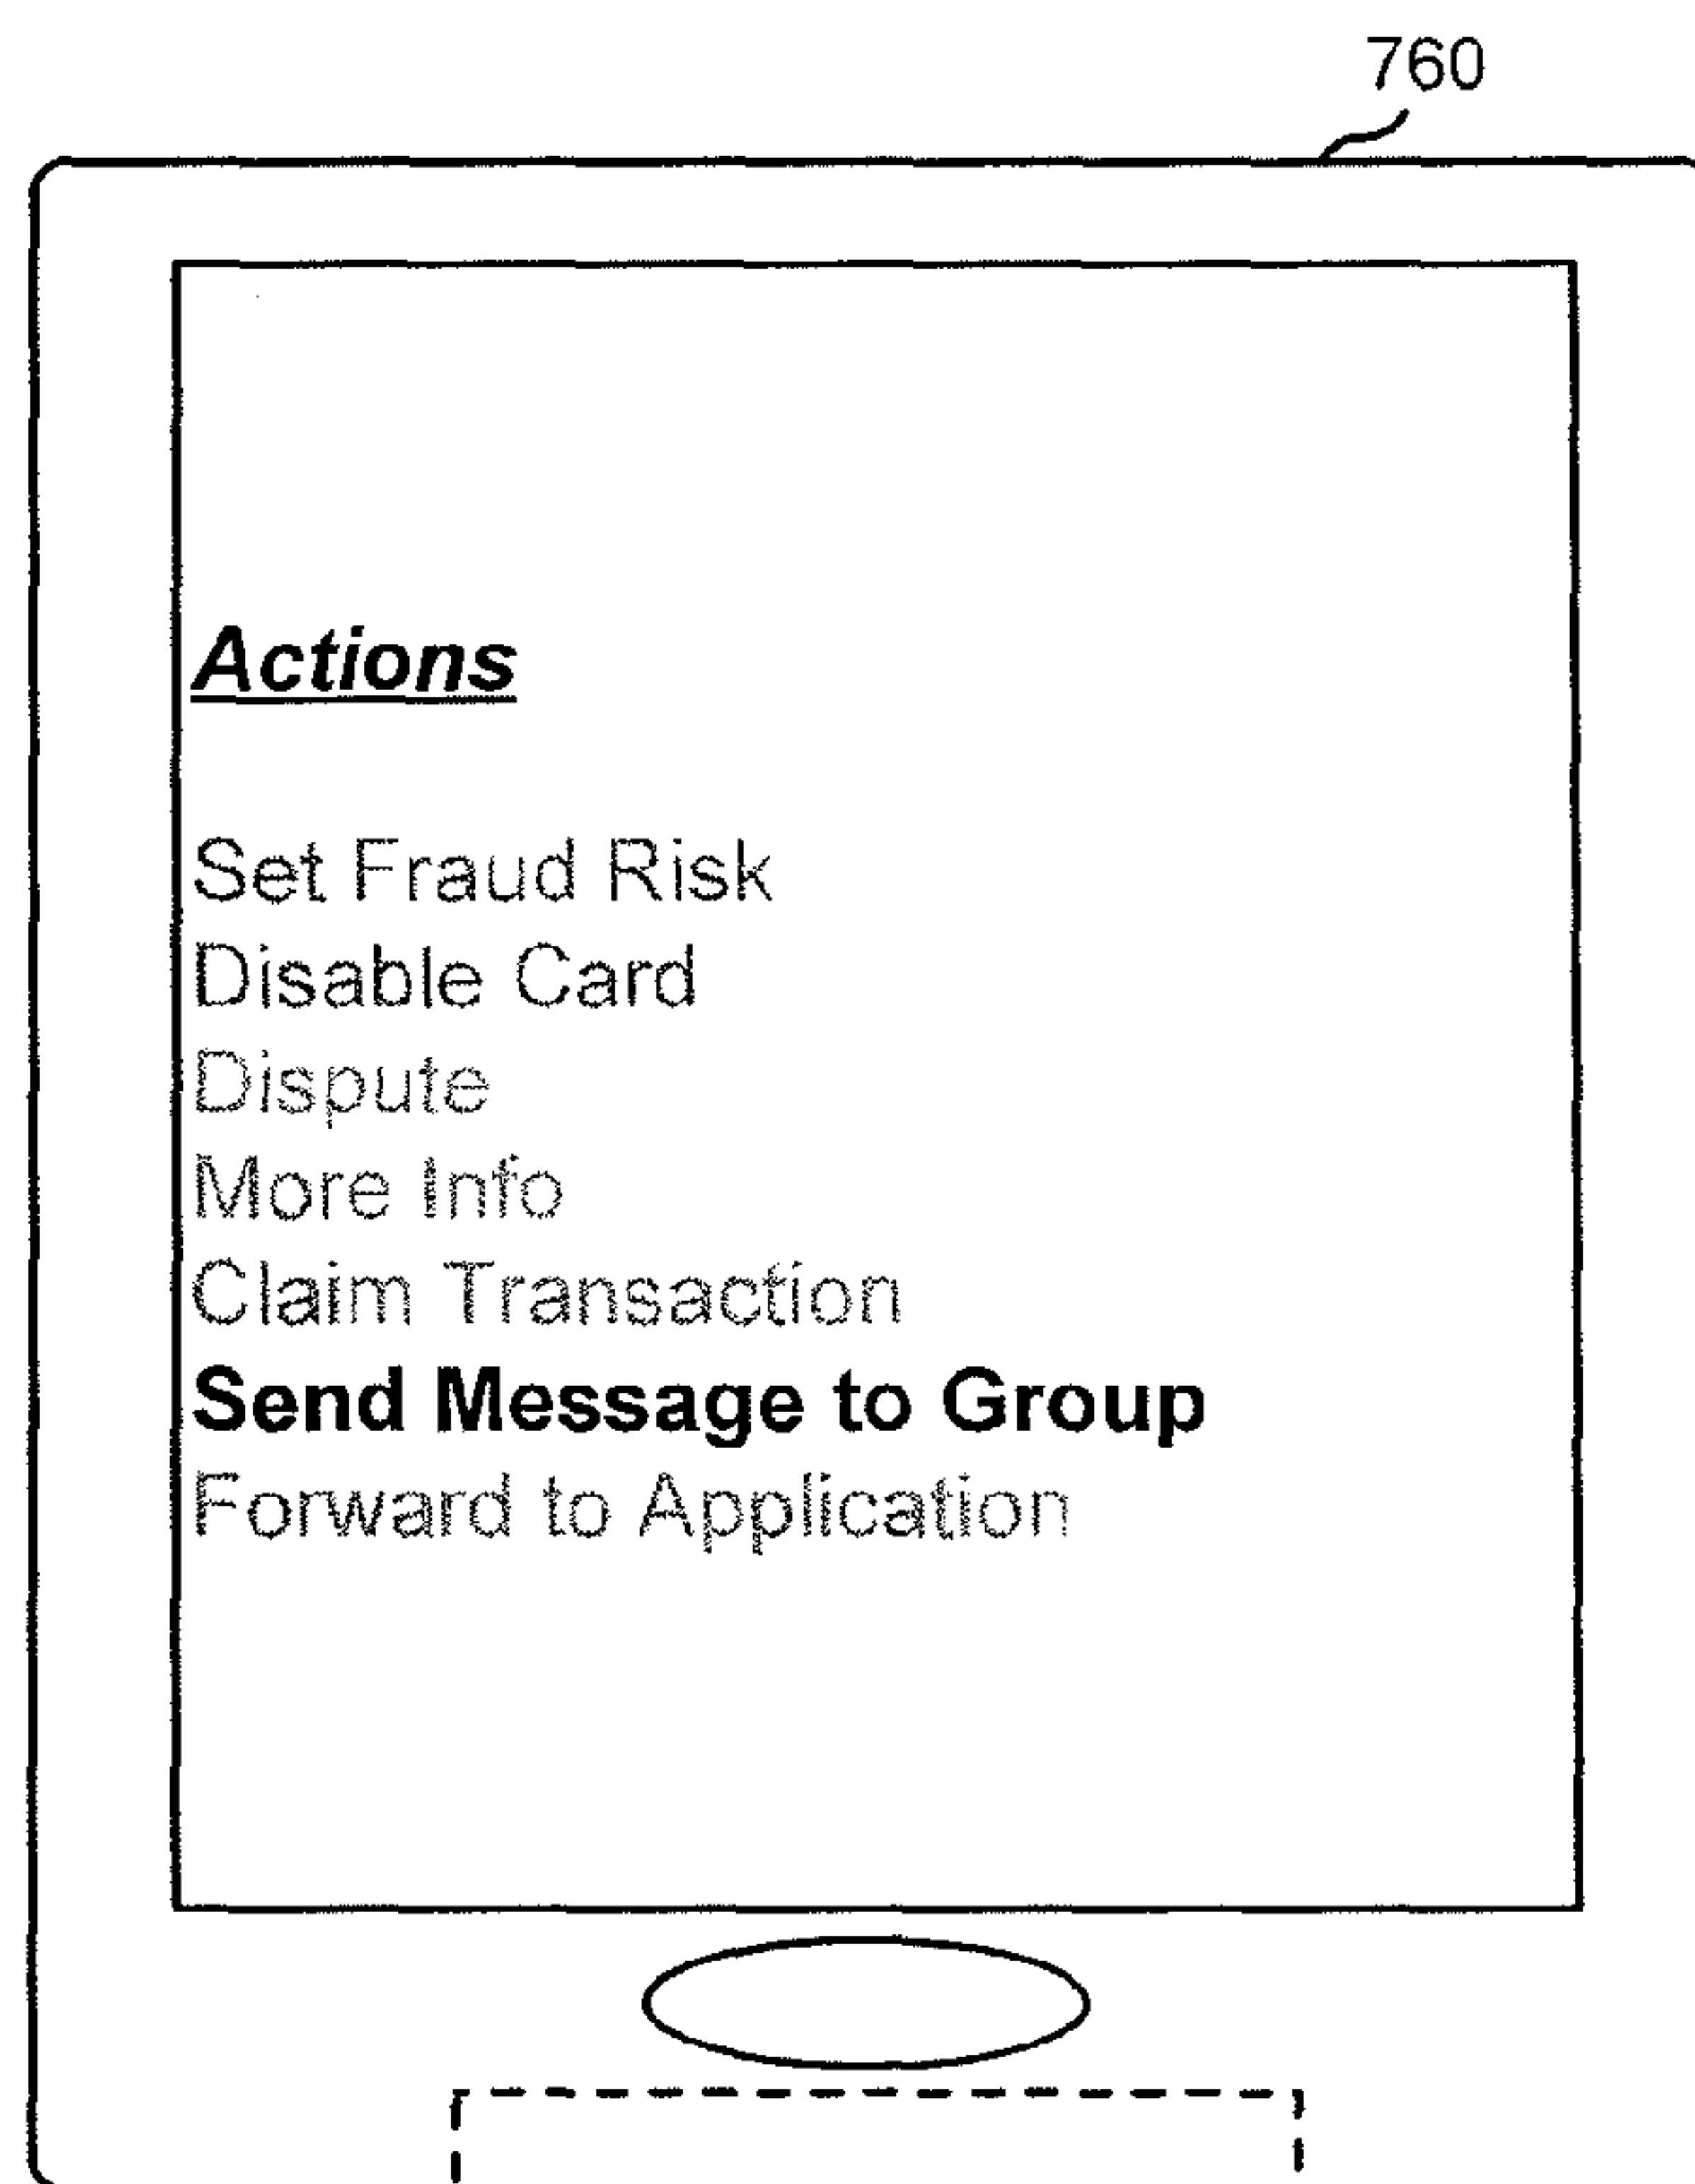 760
Actions
Set Fraud Risk
Disable Card
Dispute
More Info
Claim Transaction
Send Message to Group
Forward to Application